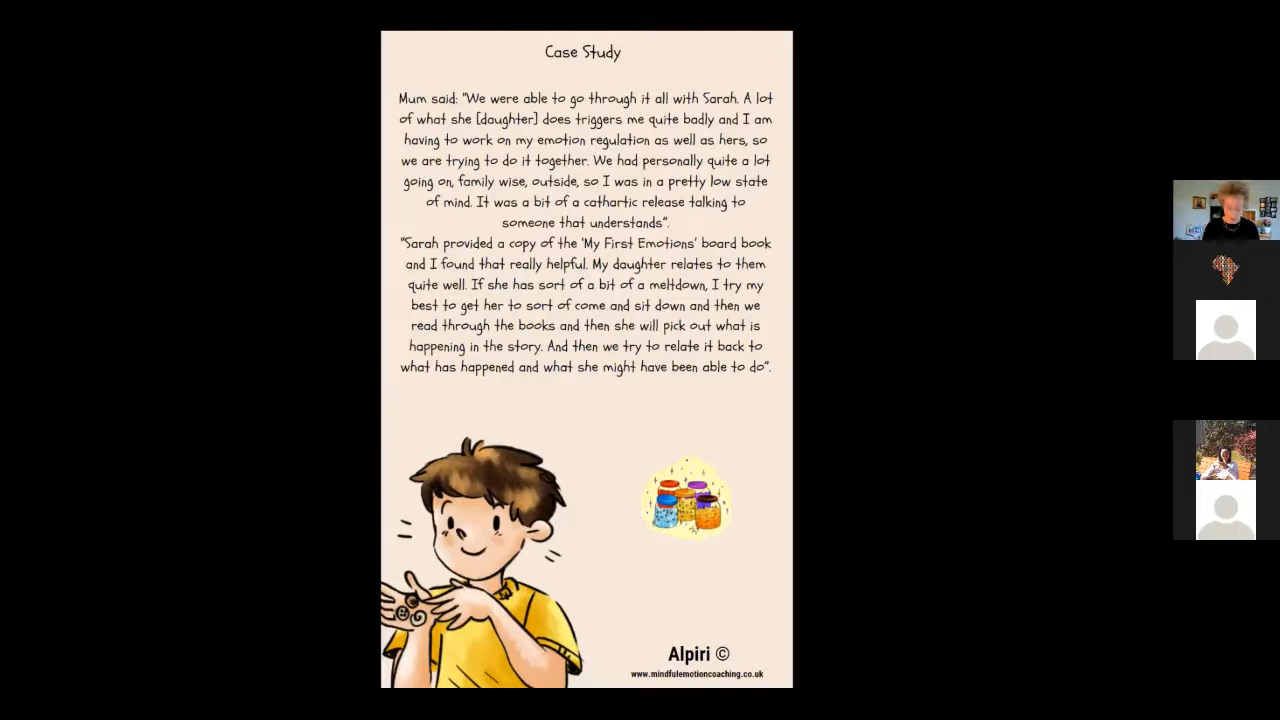 Case Study
Mum said: "We were able to go through it all with Sarah. A lot
of what she [daughter] does triggers me quite badly and I am
having to work on my emotion regulation as well as hers, so
we are trying to do it together. We had personally quite a lot
going on, family wise, outside, so I was in a pretty low state
of mind. It was a bit of a cathartic release talking to
someone that understands".
"Sarah provided a copy of the 'My First Emotions' board book
and I found that really helpful. My daughter relates to them
quite well. If she has sort of a bit of a meltdown, I try my
best to get her to sort of come and sit down and then we
read through the books and then she will pick out what is
happening in the story. And then we try to relate it back to
what has happened and what she might have been able to do".
Alpiri ©
www.mindfulemotioncoaching.co.uk